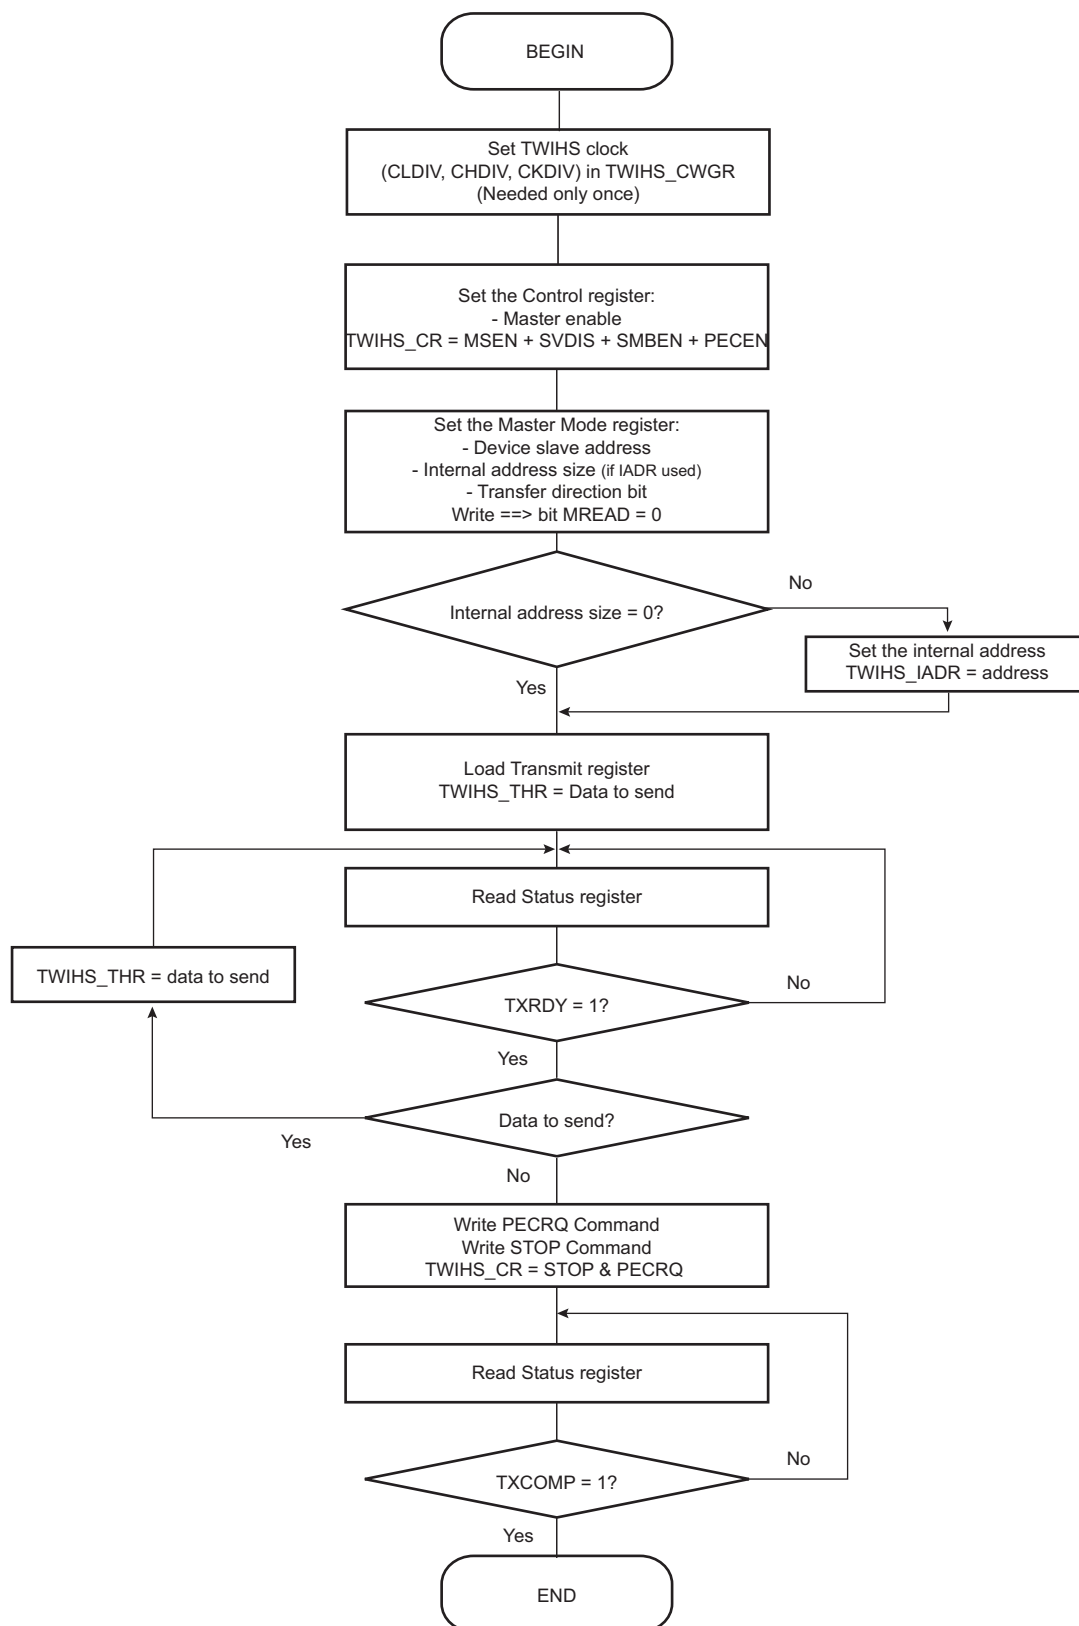 BEGIN
Set TWIHS clock
(CLDIV, CHDIV, CKDIV) in TWIHS_CWGR
(Needed only once)
Set the Control register:
- Master enable
TWIHS_CR = MSEN + SVDIS + SMBEN + PECEN
Set the Master Mode register:
- Device slave address
- Internal address size (if IADR used)
- Transfer direction bit
Write ==> bit MREAD = 0
No
Internal address size = 0?
Set the internal address
TWIHS_IADR = address
Yes
Load Transmit register
TWIHS_THR = Data to send
Read Status register
TWIHS_THR = data to send
No
TXRDY = 1?
Yes
Data to send?
Yes
No
Write PECRQ Command
Write STOP Command
TWIHS_CR = STOP & PECRQ
Read Status register
No
TXCOMP = 1?
Yes
END